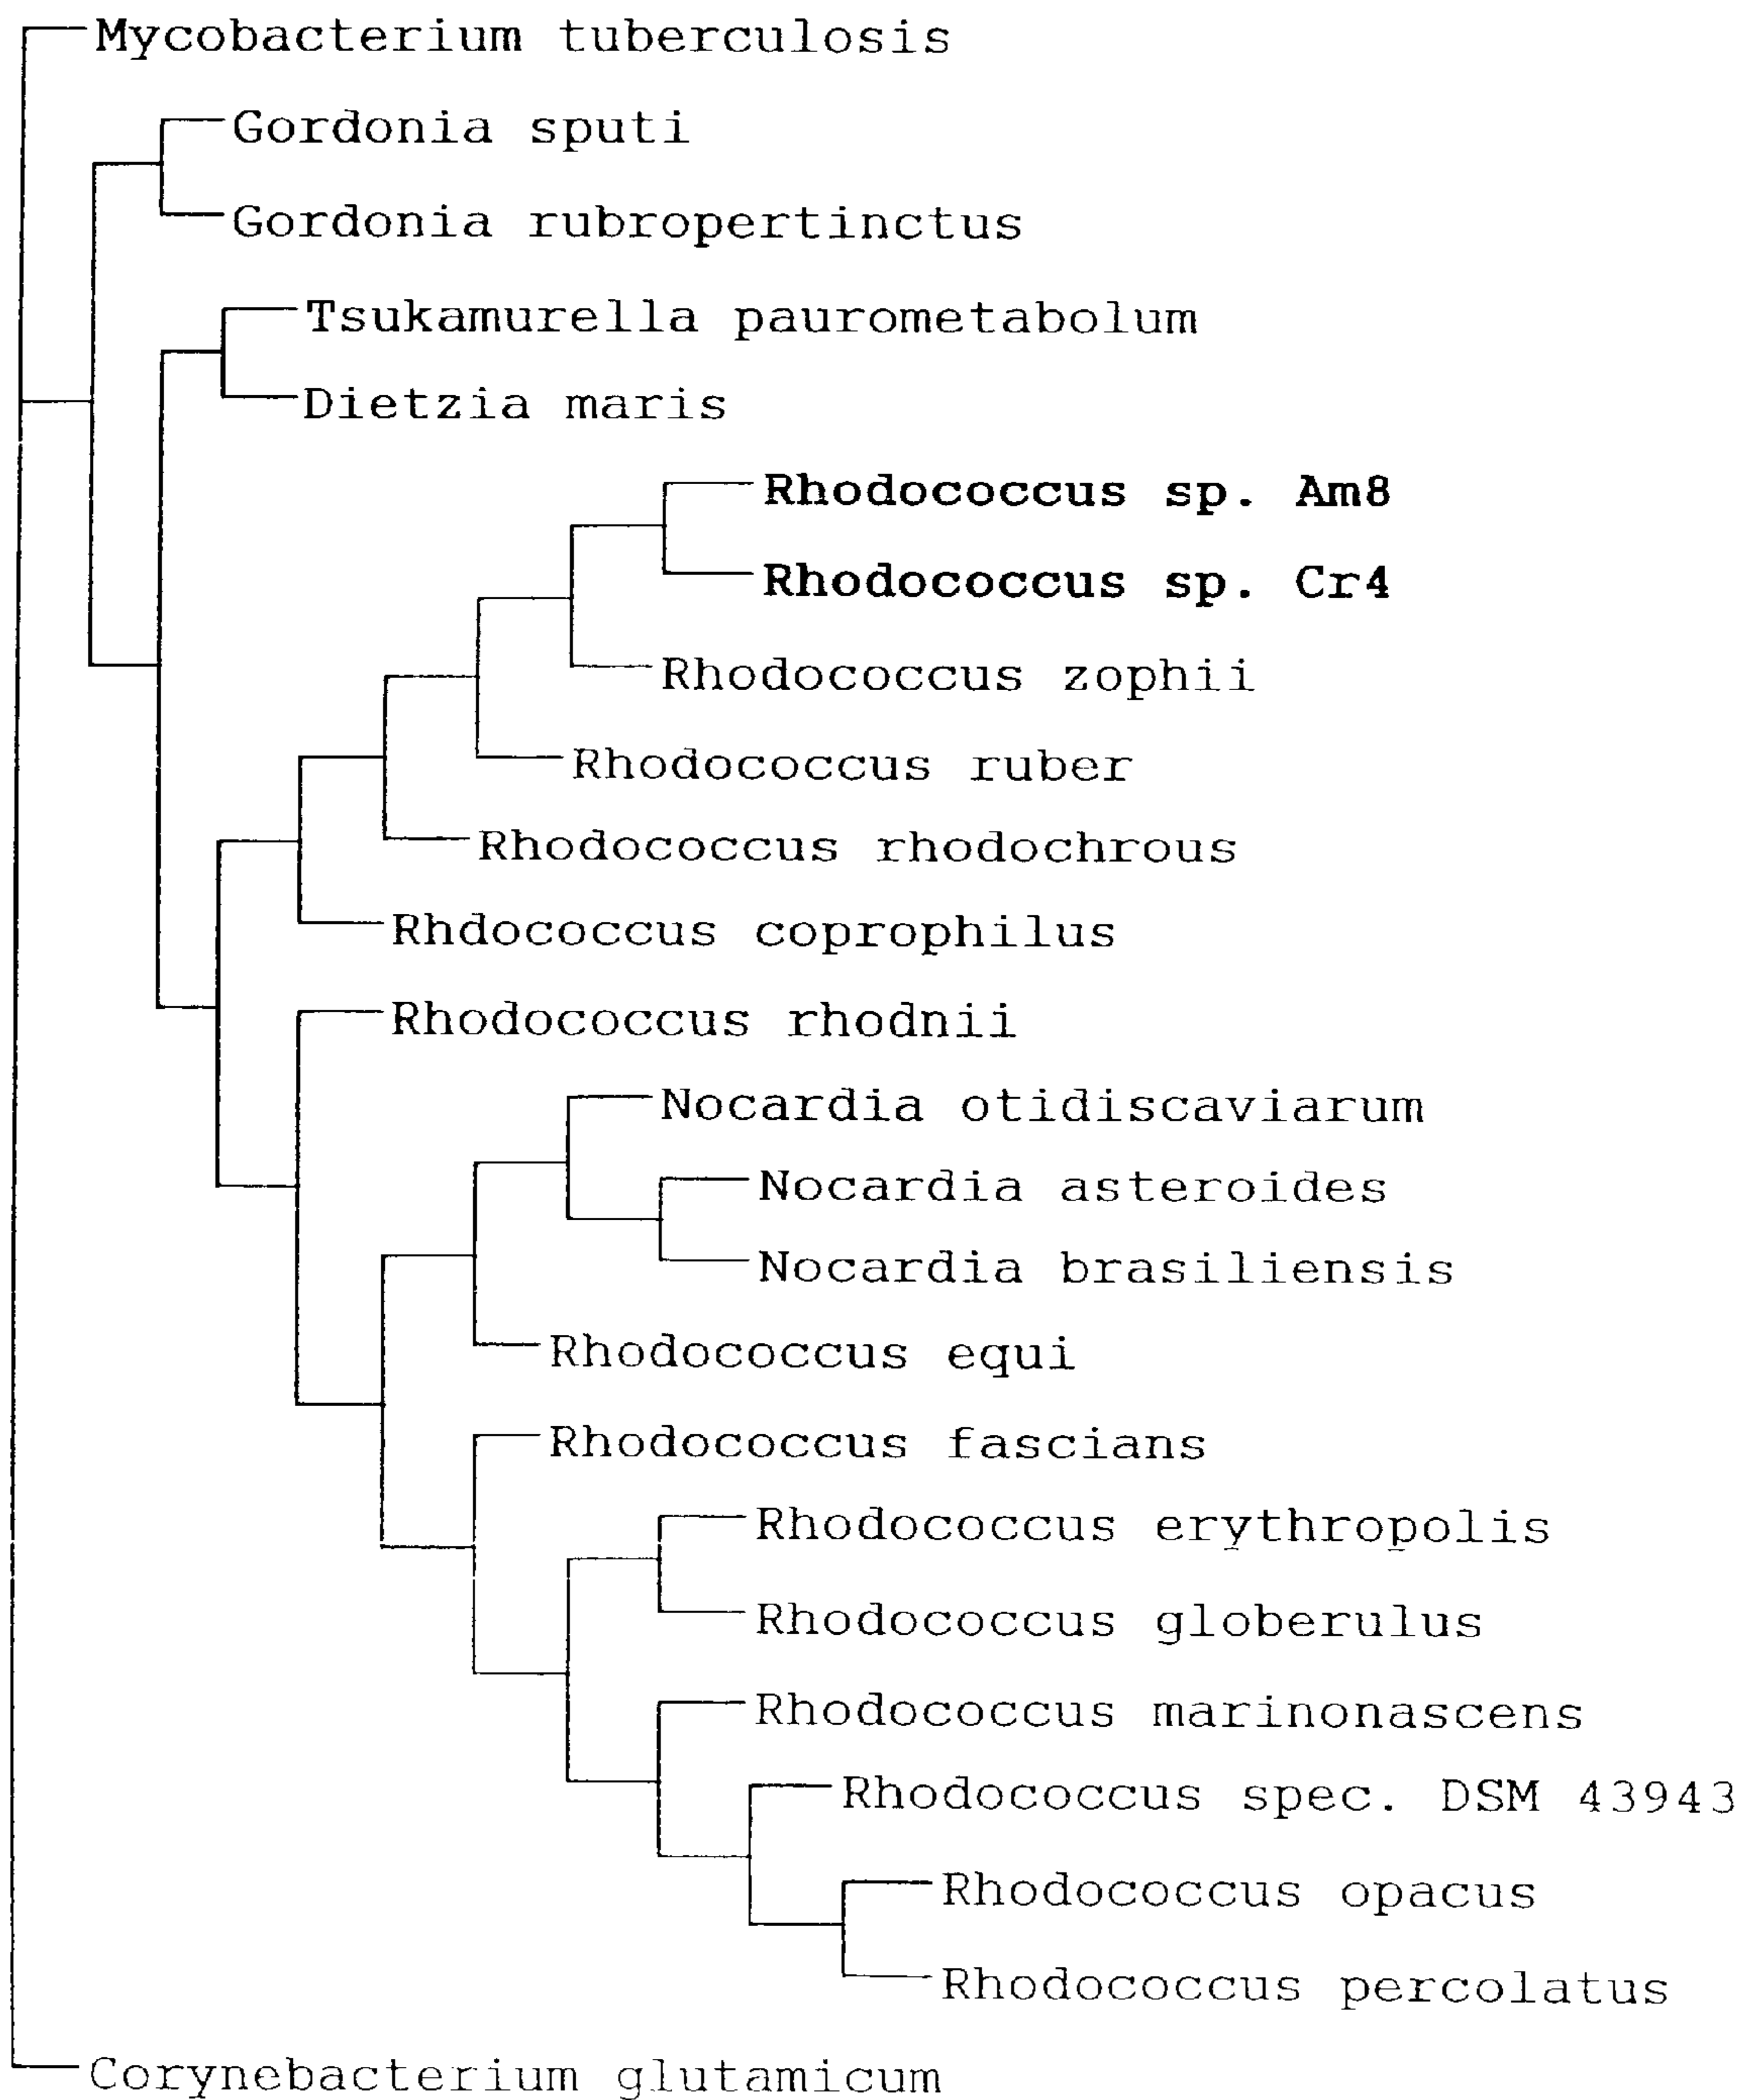 Mycobacterium tuberculosis
Gordonia sputi
Gordonia rubropertinctus
Tsukamurella paurometabolum
Dietzia maris
Rhodococcus sp. Am8
Rhodococcus sp. Cr4
Rhodococcus zophii
Rhodococcus ruber
Rhodococcus rhodochrous
Rhdococcus coprophilus
Rhodococcus rhodnii
Nocardia otidiscaviarum
Nocardia asteroides
Nocardia brasiliensis
Rhodococcus equi
Rhodococcus fascians
Rhodococcus erythropolis
Rhodococcus globerulus
Rhodococcus marinonascens
Rhodococcus spec. DSM 43943
Rhodococcus opacus
Rhodococcus percolatus
Corynebacterium glutamicum